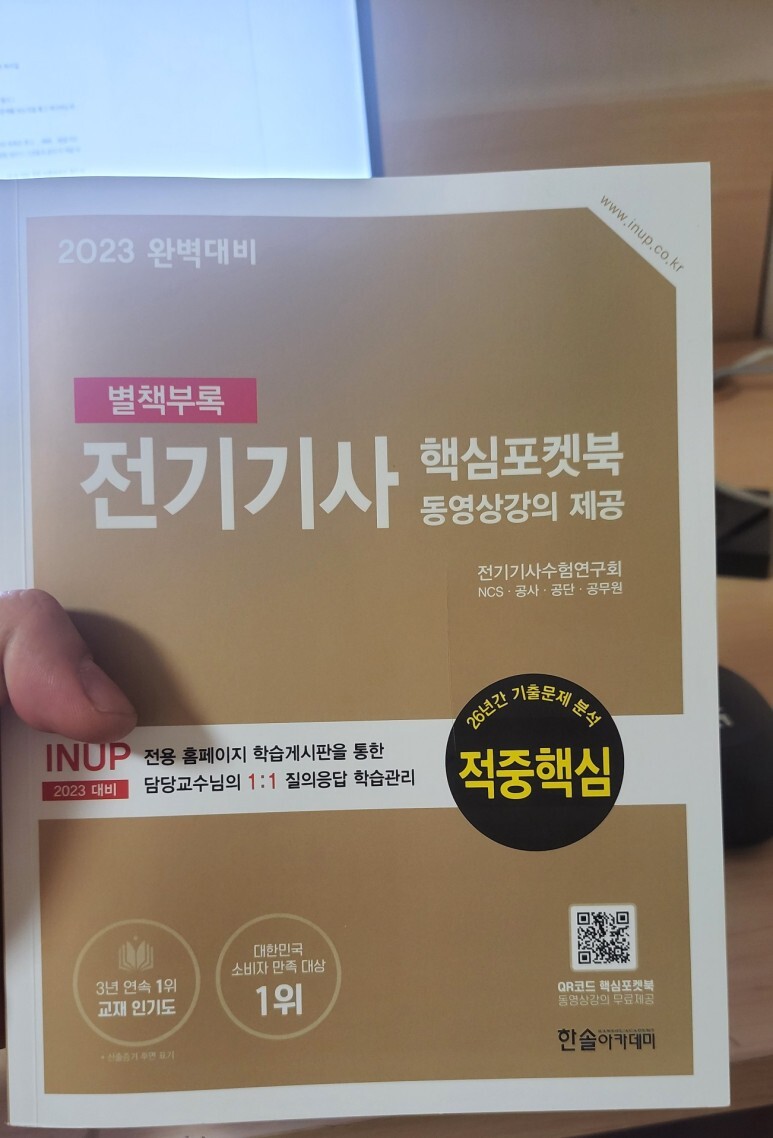 www.inup.co.kr
2023 완벽대비
별책부록
전기기사
핵심포켓북
동영상강의 제공
전기기사수험연구회
NCS · 공사 · 공단 · 공무원
26년간 기출문제 분석
적중핵심
INUP
2023 대비
전용 홈페이지 학습게시판을 통한
담당교수님의 1:1 질의응답 학습관리
3년 연속 1위
교재 인기도
대한민국
소비자 만족 대상
1위
QR코드 핵심포켓북
동영상강의 무료제공
한솔아카데미